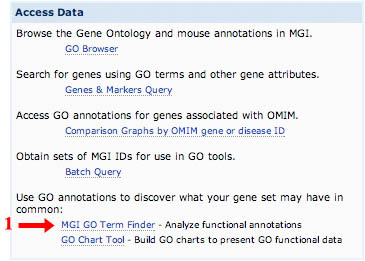 Access Data
Browse the Gene Ontology and mouse annotations in MGI.
GO Browser
Search for genes using GO terms and other gene attributes.
Genes & Markers Query
Access GO annotations for genes associated with OMIM.
Comparison Graphs by OMIM gene or disease ID
Obtain sets of MGI IDs for use in GO tools.
Batch Query
Use GO annotations to discover what your gene set may have in
common:
1 MGI GO Term Finder - Analyze functional annotations
GO Chart Tool - Build GO charts to present GO functional data